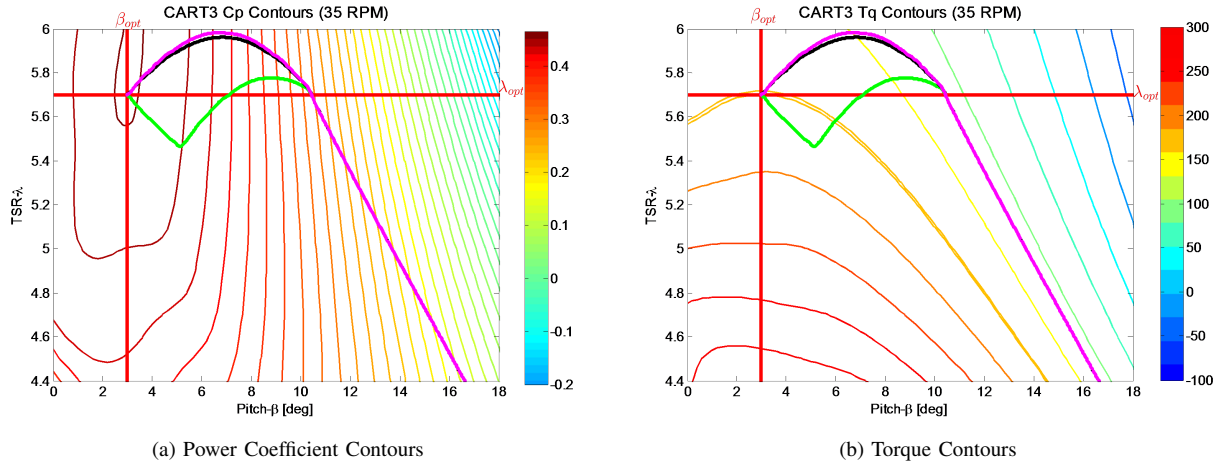 CART3 Cp Contours (35 RPM)
β_opt
λ_opt
TSR-λ
6
5.8
5.6
5.4
5.2
5
4.8
4.6
4.4
0 2 4 6 8 10 12 14 16 18
Pitch-β [deg]
0.4
0.3
0.2
0.1
0
-0.1
-0.2
(a) Power Coefficient Contours
CART3 Tq Contours (35 RPM)
β_opt
λ_opt
TSR-λ
6
5.8
5.6
5.4
5.2
5
4.8
4.6
4.4
0 2 4 6 8 10 12 14 16 18
Pitch-β [deg]
300
250
200
150
100
50
300
-50
-100
(b) Torque Contours